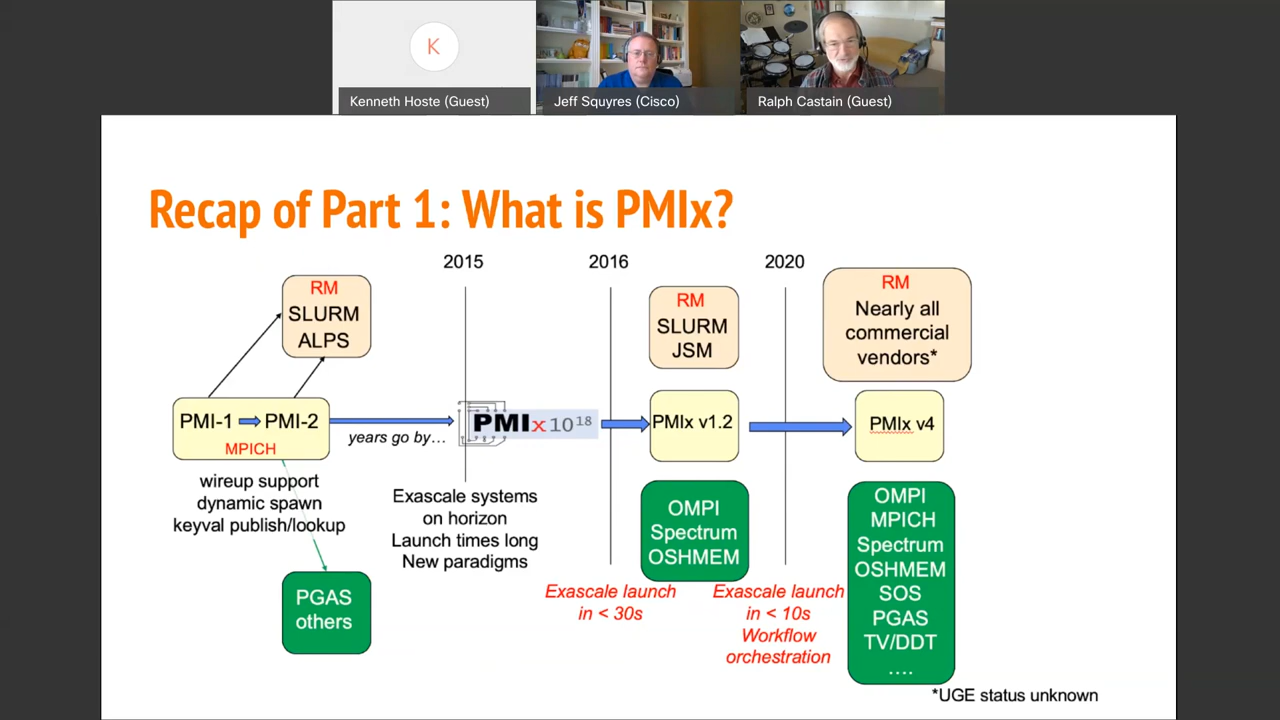 K
Kenneth Hoste (Guest)
Jeff Squyres (Cisco)
Ralph Castain (Guest)
Recap of Part 1: What is PMIx?
2015
2016
2020
RM
SLURM
ALPS
RM
SLURM
JSM
RM
Nearly all
commercial
vendors*
PMI-1
PMI-2
MPICH
years go by...
PMIx 10¹⁸
PMIx v1.2
PMIx v4
wireup support
dynamic spawn
keyval publish/lookup
Exascale systems
on horizon
Launch times long
New paradigms
OMPI
Spectrum
OSHMEM
OMPI
MPICH
Spectrum
OSHMEM
SOS
PGAS
TV/DDT
....
PGAS
others
Exascale launch
in < 30s
Exascale launch
in < 10s
Workflow
orchestration
*UGE status unknown